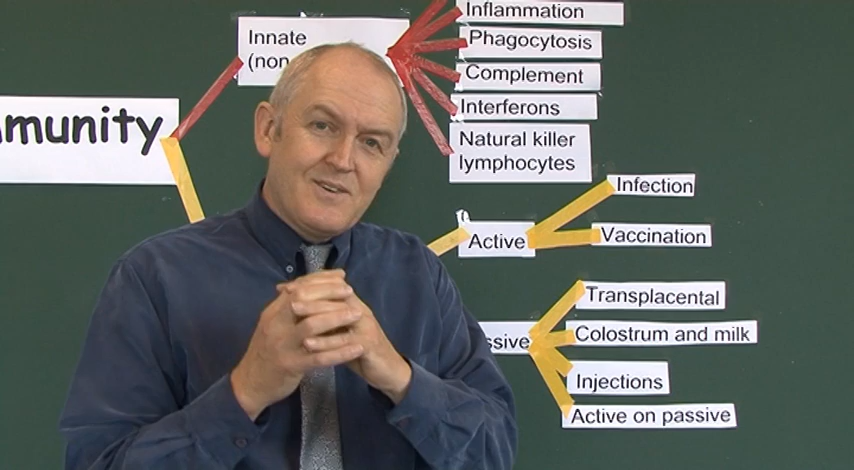 munity
Innate
(non
Inflammation
Phagocytosis
Complement
Interferons
Natural killer
lymphocytes
Active
Infection
Vaccination
ssive
Transplacental
Colostrum and milk
Injections
Active on passive